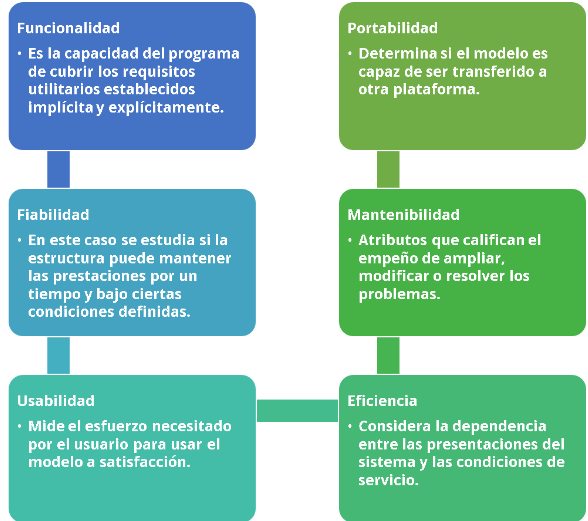 Funcionalidad
• Es la capacidad del programa
de cubrir los requisitos
utilitarios establecidos
implícita y explícitamente.
Fiabilidad
• En este caso se estudia si la
estructura puede mantener
las prestaciones por un
tiempo y bajo ciertas
condiciones definidas.
Usabilidad
• Mide el esfuerzo necesitado
por el usuarlo para usar el
modelo a satisfacción.
Eficiencia
• Considera la dependencia
entre las presentaciones del
sistema y las condiciones de
servicio.
Mantenibilidad
• Atributos que califican el
empeño de ampliar,
modificar o resolver los
problemas.
Portabilidad
• Determina si el modelo es
capaz de ser transferido a
otra plataforma.